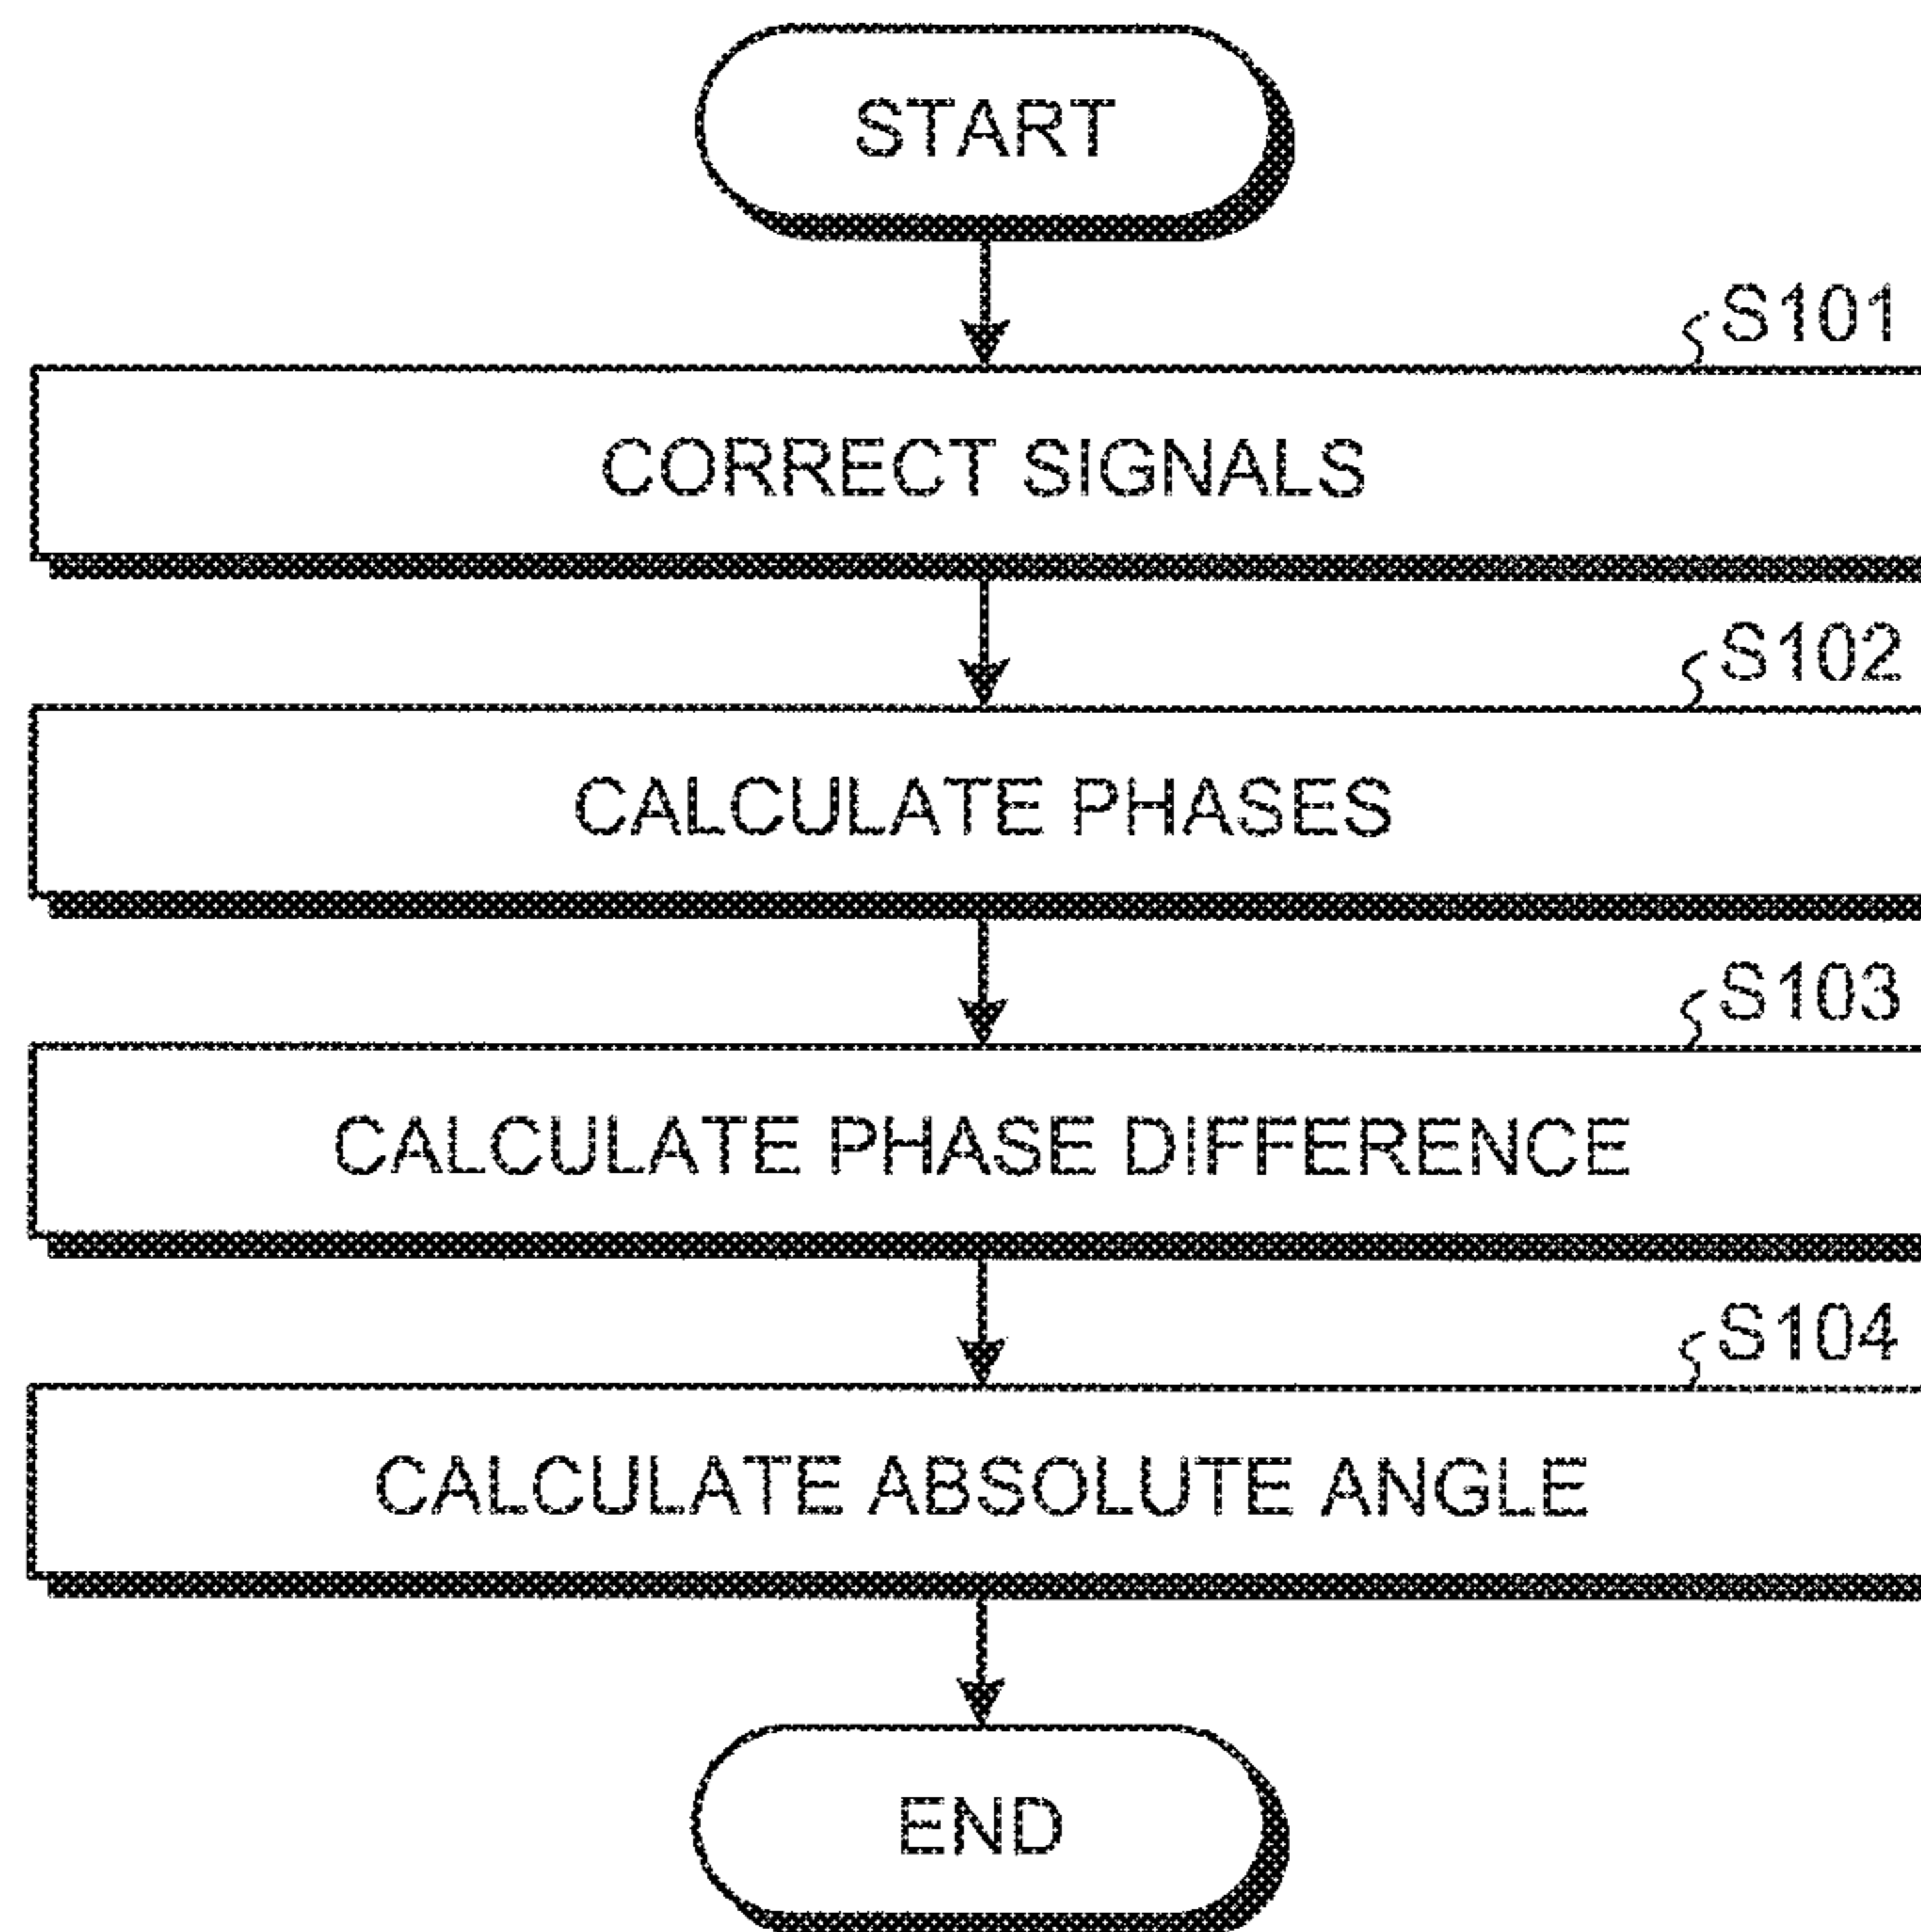 START
S101
CORRECT SIGNALS
S102
CALCULATE PHASES
S103
CALCULATE PHASE DIFFERENCE
S104
CALCULATE ABSOLUTE ANGLE
END